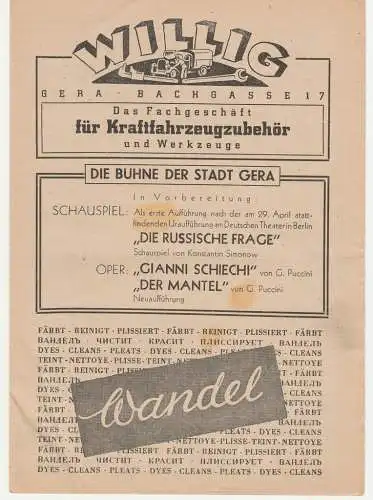 WILLIG
GERA - BACHGASSE 17
Das Fachgeschäft
für Kraftfahrzeugzubehör
und Werkzeuge
DIE BÜHNE DER STADT GERA
In Vorbereitung:
SCHAUSPIEL: Als erste Aufführung nach der am 29. April statt-
findenden Uraufführung am Deutschen Theater in Berlin
„DIE RUSSISCHE FRAGE"
Schauspiel von Konstantin Simonow
OPER: „GIANNI SCHIECHI" von G. Puccini
„DER MANTEL" von G. Puccini
Neuaufführung
FÄRBT - REINIGT - PLISSIERT - FÄRBT - REINIGT - PLISSIERT - FÄRBT
ВАНДЕЛЬ ЧИСТИТ КРАСИТ ПЛИССИРУЕТ ВАНДЕЛЬ
DYES - CLEANS - PLEATS - DYES - CLEANS - PLEATS - DYES - CLEANS
TEINT - NETTOYE - PLISSE - TEINT - NETTOYE
Wandel
TEINT - NETTOYE - PLISSE - TEINT - NETTOYE
ВАНДЕЛЬ ЧИСТИТ КРАСИТ ПЛИССИРУЕТ ВАНДЕЛЬ
DYES - CLEANS - PLEATS - DYES - CLEANS - PLEATS - DYES - CLEANS